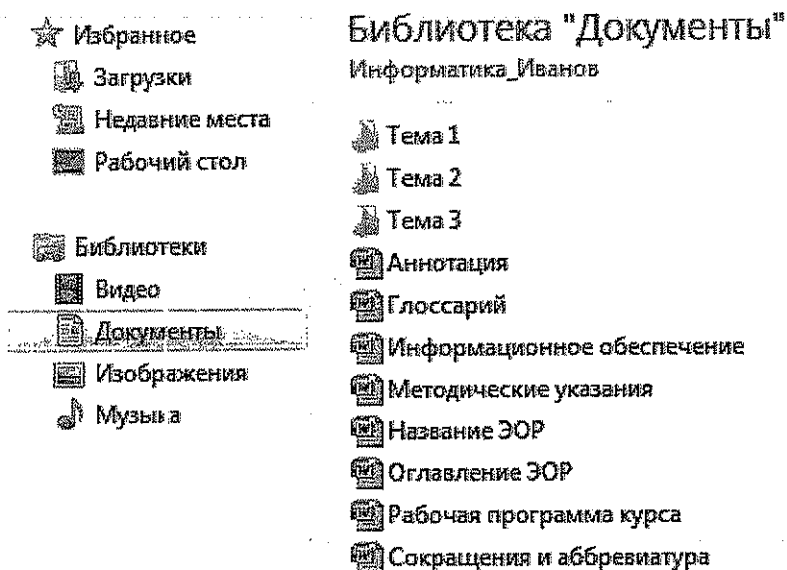 Избранное
Загрузки
Недавние места
Рабочий стол
Библиотеки
Видео
Документы
Изображения
Музыка
Библиотека "Документы"
Информатика_Иванов
Тема 1
Тема 2
Тема 3
Аннотация
Глоссарий
Информационное обеспечение
Методические указания
Название ЭОР
Оглавление ЭОР
Рабочая программа курса
Сокращения и аббревиатура